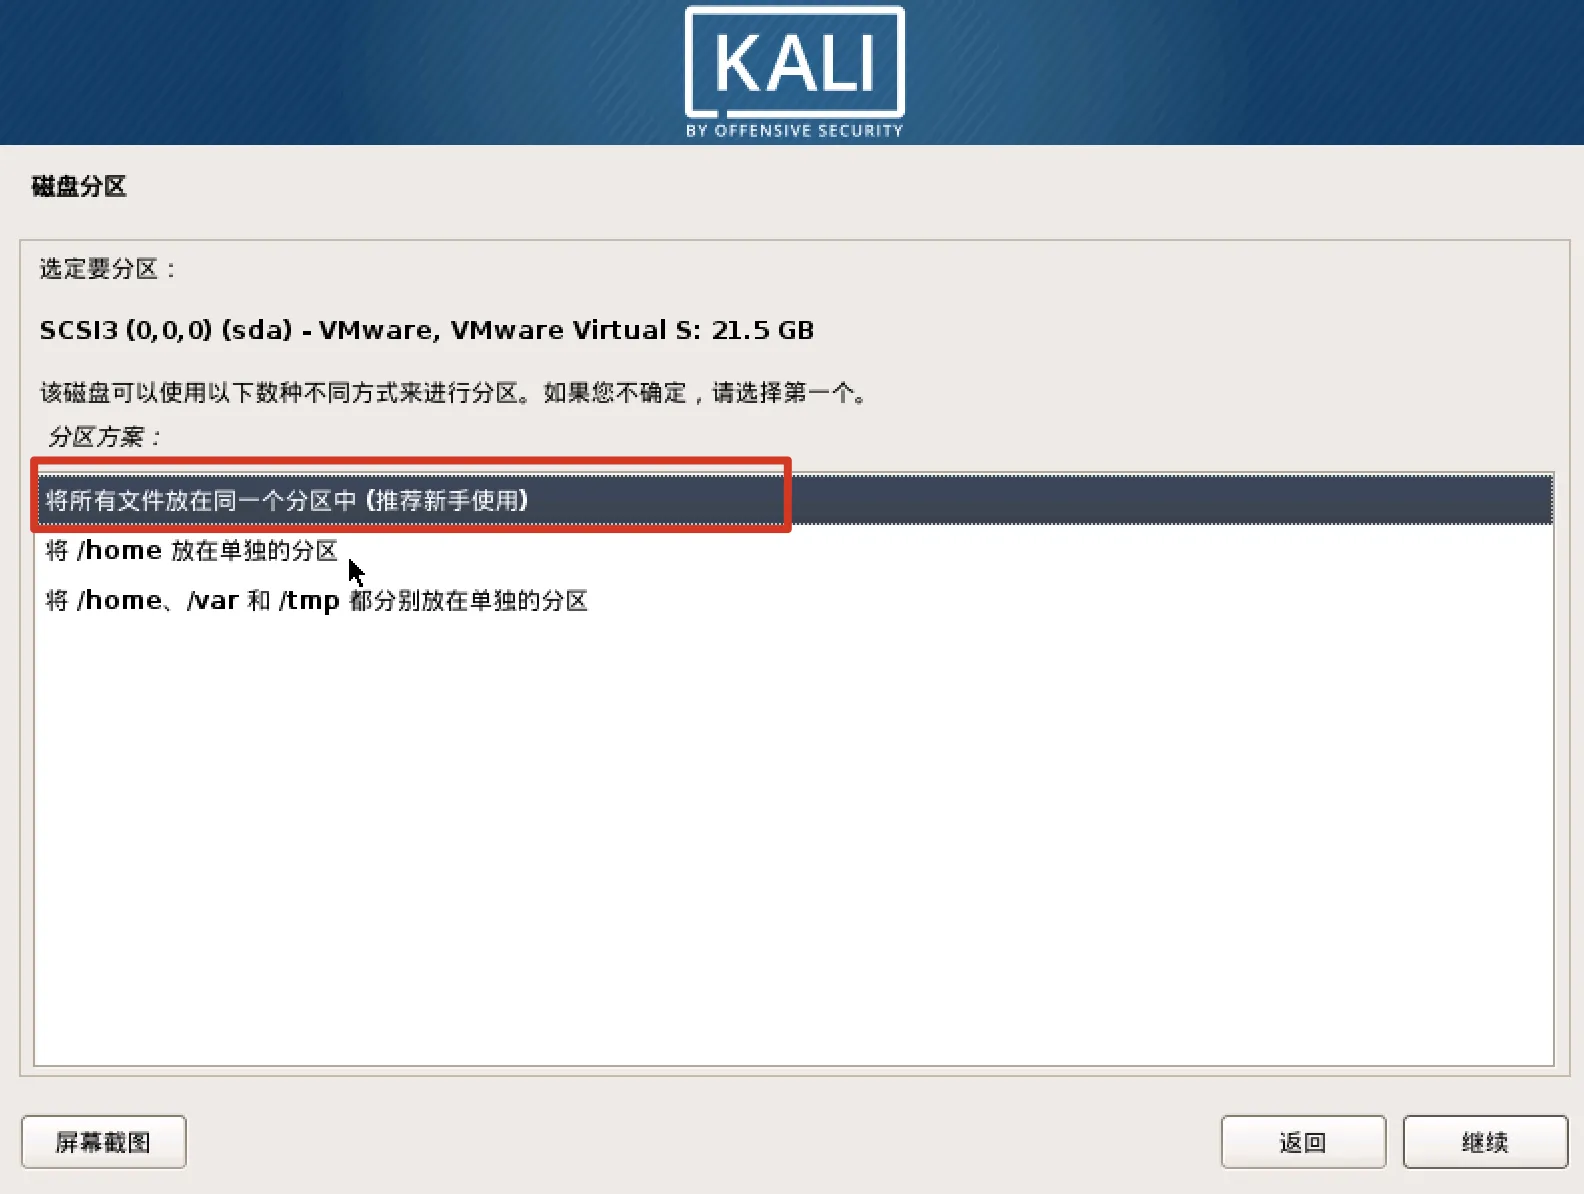 KALI
BY OFFENSIVE SECURITY
磁盘分区
选定要分区：
SCSI3 (0,0,0) (sda) - VMware, VMware Virtual S: 21.5 GB
该磁盘可以使用以下数种不同方式来进行分区。如果您不确定，请选择第一个。
分区方案：
将所有文件放在同一个分区中 (推荐新手使用)
将 /home 放在单独的分区
将 /home、/var 和 /tmp 都分别放在单独的分区
屏幕截图
返回
继续